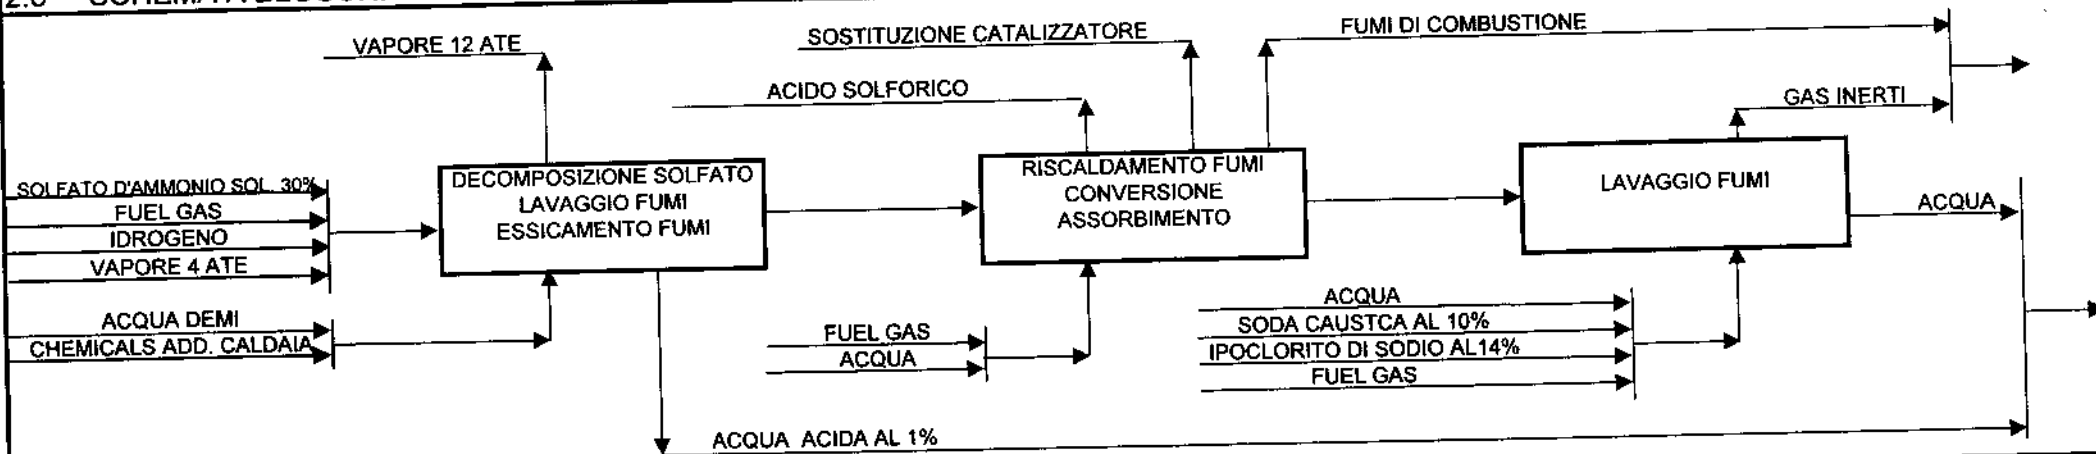 FUMI DI COMBUSTIONE
SOSTITUZIONE CATALIZZATORE
VAPORE 12 ATE
ACIDO SOLFORICO
GAS INERTI
DECOMPOSIZIONE SOLFATO
LAVAGGIO FUMI
ESSICAMENTO FUMI
RISCALDAMENTO FUMI
CONVERSIONE
ASSORBIMENTO
LAVAGGIO FUMI
SOLFATO D'AMMONIO SOL. 30%
FUEL GAS
IDROGENO
VAPORE 4 ATE
ACQUA
ACQUA DEMI
CHEMICALS ADD. CALDAIA
FUEL GAS
ACQUA
ACQUA
SODA CAUSTCA AL 10%
IPOCLORITO DI SODIO AL14%
FUEL GAS
ACQUA ACIDA AL 1%